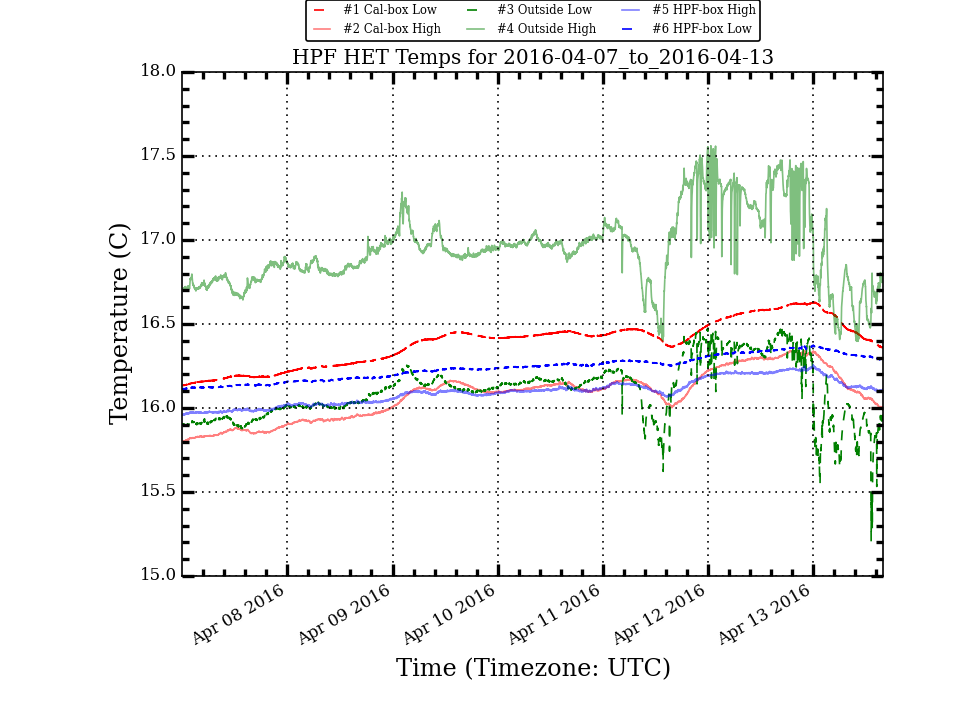 #1 Cal-box Low #3 Outside Low #5 HPF-box High
#2 Cal-box High #4 Outside High #6 HPF-box Low
HPF HET Temps for 2016-04-07_to_2016-04-13
18.0
17.5
17.0
16.5
16.0
15.5
15.0
Temperature (C)
Apr 08 2016 Apr 09 2016 Apr 10 2016 Apr 11 2016 Apr 12 2016 Apr 13 2016
Time (Timezone: UTC)